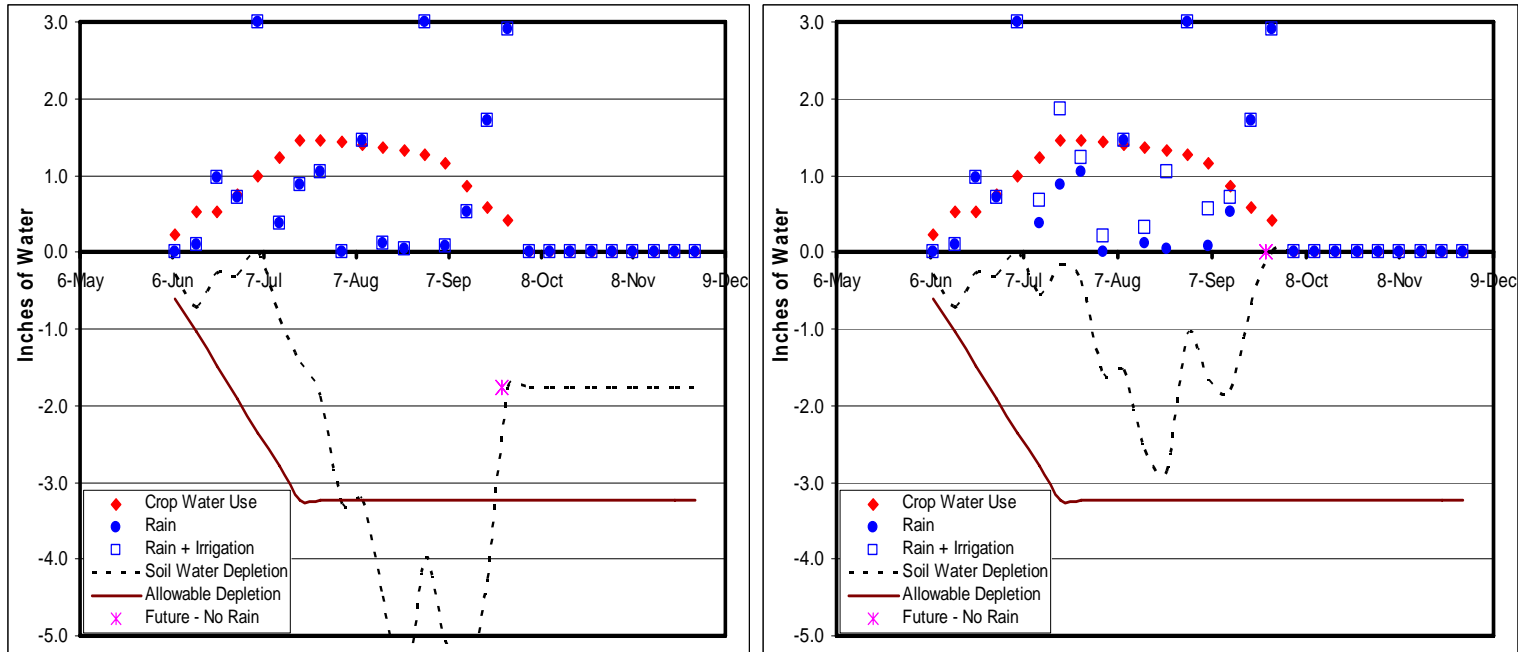 3.0
2.0
1.0
0.0
-1.0
-2.0
-3.0
-4.0
-5.0
Inches of Water
6-May
6-Jun
7-Jul
7-Aug
7-Sep
8-Oct
8-Nov
9-Dec
Crop Water Use
Rain
Rain + Irrigation
Soil Water Depletion
Allowable Depletion
Future - No Rain
3.0
2.0
1.0
0.0
-1.0
-2.0
-3.0
-4.0
-5.0
Inches of Water
6-May
6-Jun
7-Jul
7-Aug
7-Sep
8-Oct
8-Nov
9-Dec
Crop Water Use
Rain
Rain + Irrigation
Soil Water Depletion
Allowable Depletion
Future - No Rain